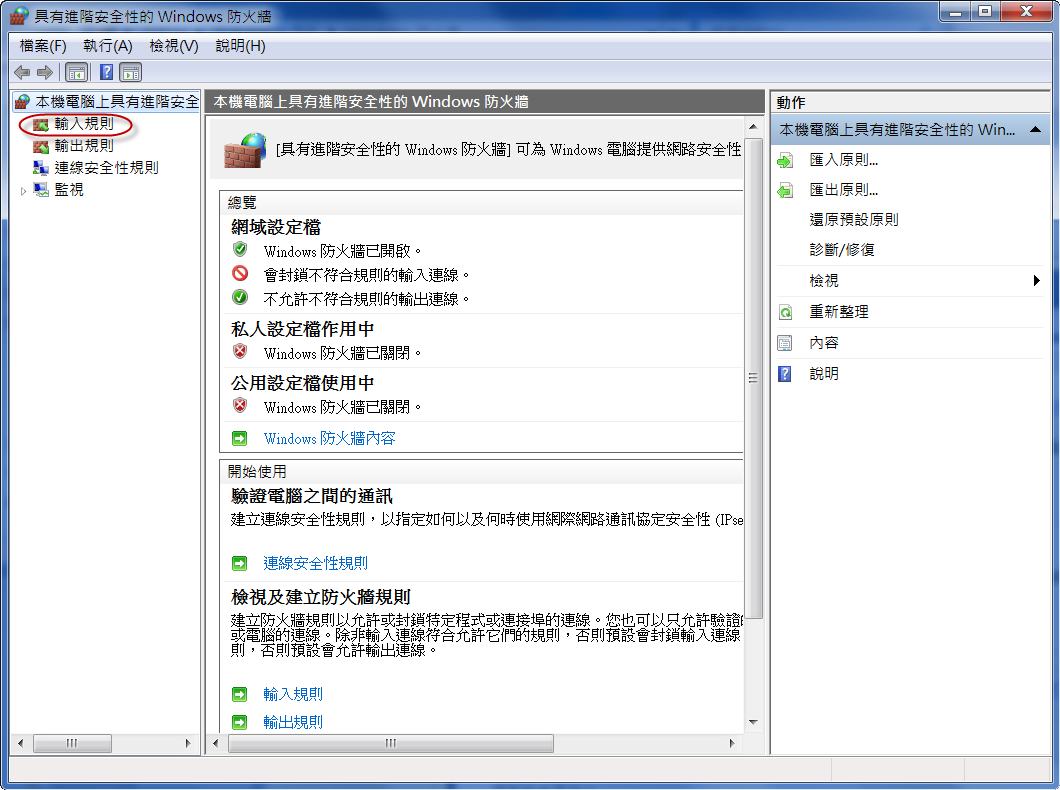 具有進階安全性的 Windows 防火牆
檔案(F) 執行(A) 檢視(V) 說明(H)
本機電腦上具有進階安全
輸入規則
輸出規則
連線安全性規則
監視
本機電腦上具有進階安全性的 Windows 防火牆
[具有進階安全性的 Windows 防火牆] 可為 Windows 電腦提供網路安全性
總覽
網域設定檔
Windows 防火牆已開啟。
會封鎖不符合規則的輸入連線。
不允許不符合規則的輸出連線。
私人設定檔作用中
Windows 防火牆已關閉。
公用設定檔使用中
Windows 防火牆已關閉。
Windows 防火牆內容
開始使用
驗證電腦之間的通訊
建立連線安全性規則，以指定如何以及何時使用網際網路通訊協定安全性 (IPse
連線安全性規則
檢視及建立防火牆規則
建立防火牆規則以允許或封鎖特定程式或連接埠的連線。您也可以只允許驗證
或電腦的連線。除非輸入連線符合允許它們的規則，否則預設會封鎖輸入連線
則，否則預設會允許輸出連線。
輸入規則
輸出規則
動作
本機電腦上具有進階安全性的 Win...
匯入原則...
匯出原則...
還原預設原則
診斷/修復
檢視
重新整理
內容
說明